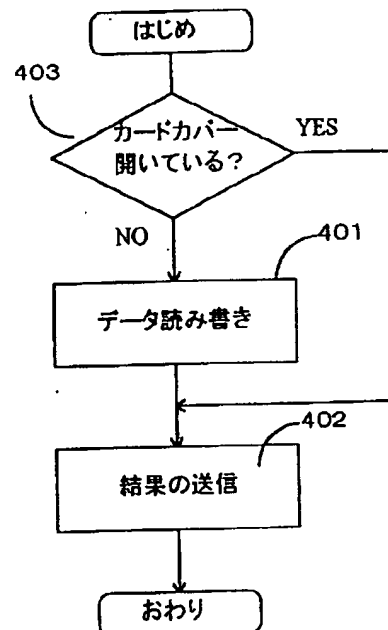 はじめ
403
カードカバー
開いている?
YES
NO
401
データ読み書き
402
結果の送信
おわり